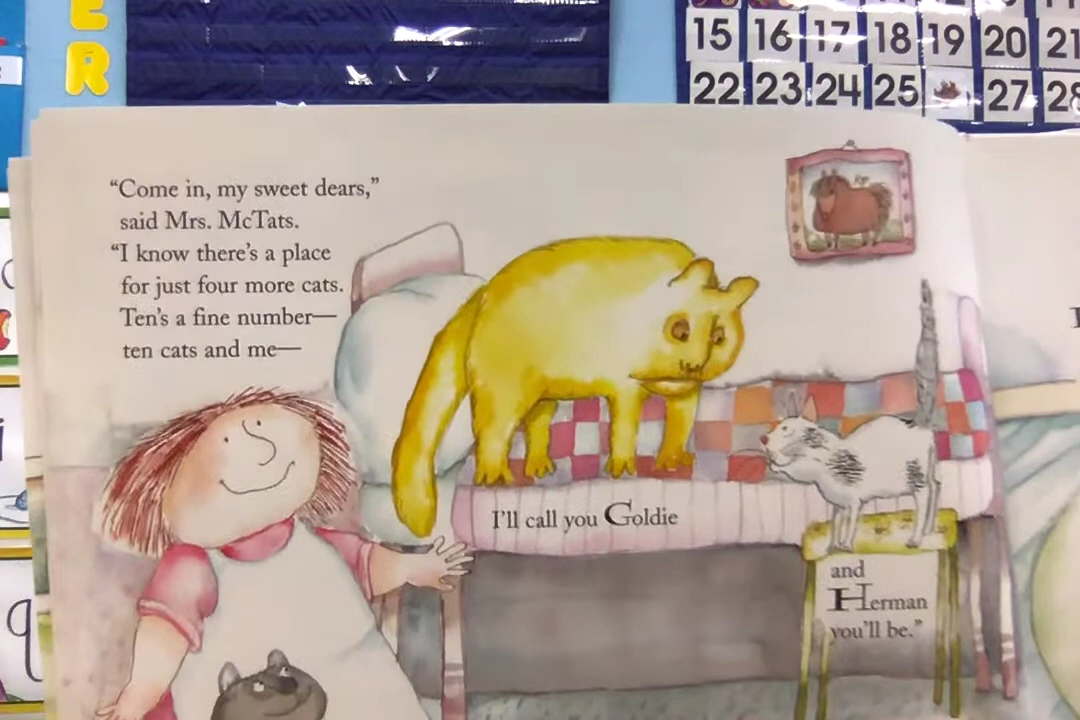 E
R
15 16 17 18 19 20 21
22 23 24 25 27 28
“Come in, my sweet dears,”
said Mrs. McTats.
“I know there’s a place
for just four more cats.
Ten’s a fine number—
ten cats and me—
I’ll call you Goldie
and
Herman
you’ll be.”